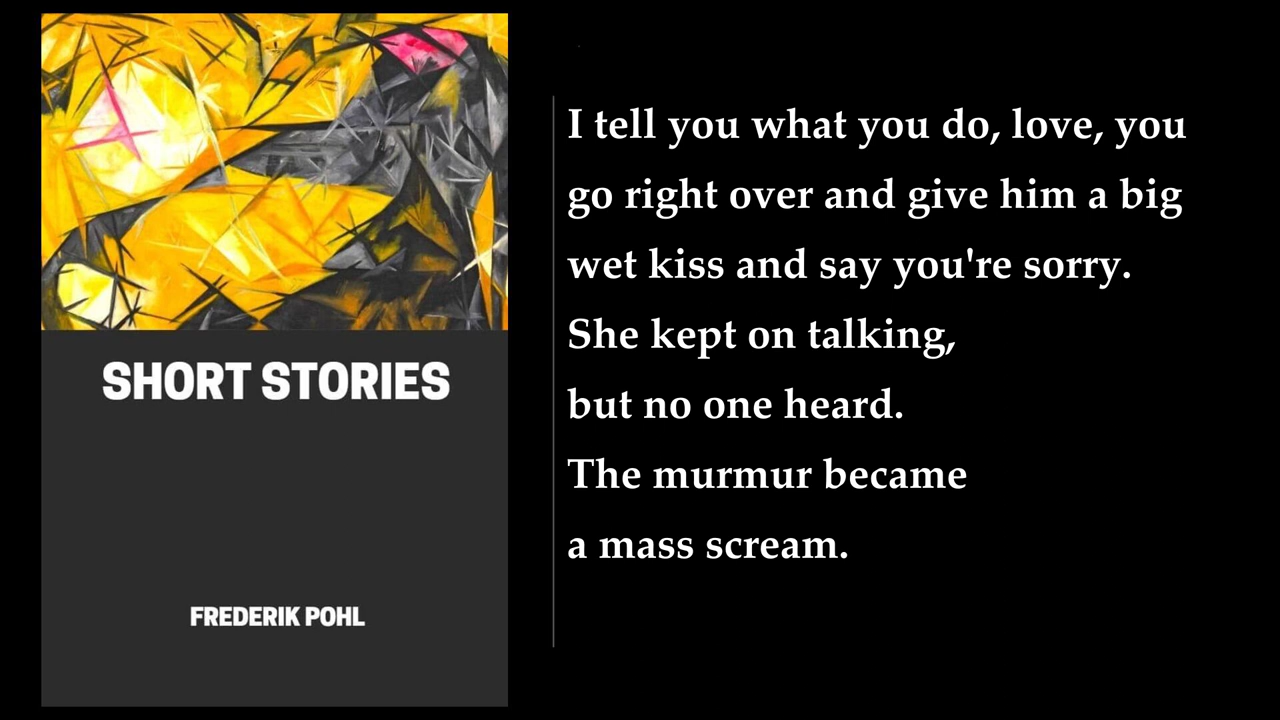 SHORT STORIES
FREDERIK POHL
I tell you what you do, love, you
go right over and give him a big
wet kiss and say you're sorry.
She kept on talking,
but no one heard.
The murmur became
a mass scream.